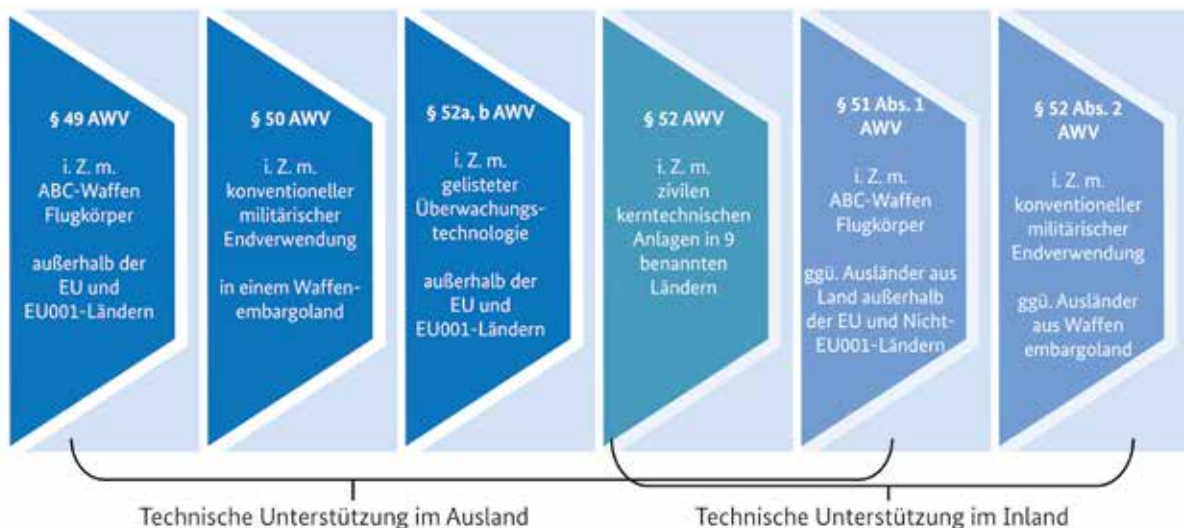 § 49 AWV
i. Z. m.
ABC-Waffen
Flugkörper
außerhalb der
EU und
EU001-Ländern
§ 50 AWV
i. Z. m.
konventioneller
militärischer
Endverwendung
in einem Waffen-
embargoland
§ 52a, b AWV
i. Z. m.
gelisteter
Überwachungs-
technologie
außerhalb der
EU und
EU001-Ländern
§ 52 AWV
i. Z. m.
zivilen
kerntechnischen
Anlagen in 9
benannten
Ländern
§ 51 Abs. 1
AWV
i. Z. m.
ABC-Waffen
Flugkörper
ggü. Ausländer aus
Land außerhalb
der EU und Nicht-
EU001-Ländern
§ 52 Abs. 2
AWV
i. Z. m.
konventioneller
militärischer
Endverwendung
ggü. Ausländer
aus Waffen
embargoland
Technische Unterstützung im Ausland
Technische Unterstützung im Inland